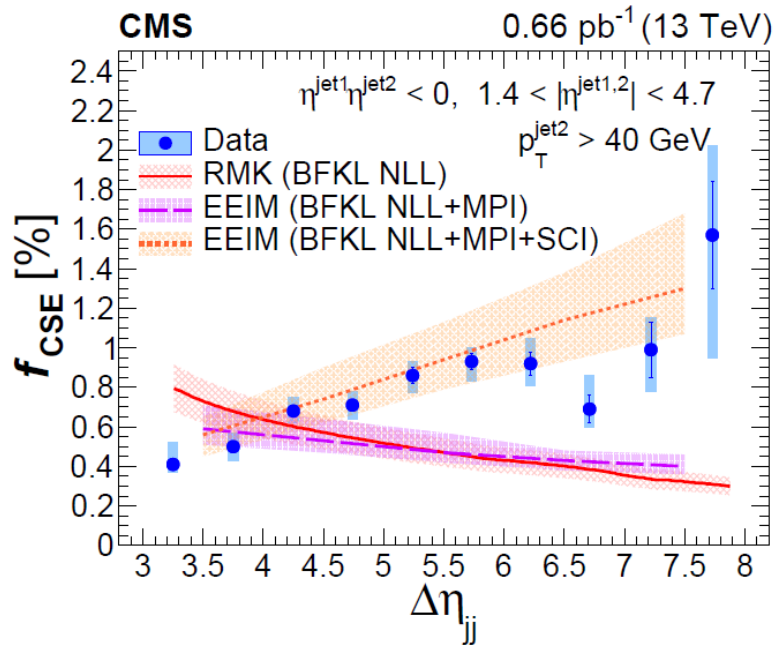 CMS 0.66 pb⁻¹ (13 TeV)
η^jet1 η^jet2 < 0, 1.4 < |η^jet1,2| < 4.7
p_T^jet2 > 40 GeV
Data
RMK (BFKL NLL)
EEIM (BFKL NLL+MPI)
EEIM (BFKL NLL+MPI+SCI)
f_CSE [%]
2.4
2.2
2
1.8
1.6
1.4
1.2
1
0.8
0.6
0.4
0.2
0
3 3.5 4 4.5 5 5.5 6 6.5 7 7.5 8
Δη_jj